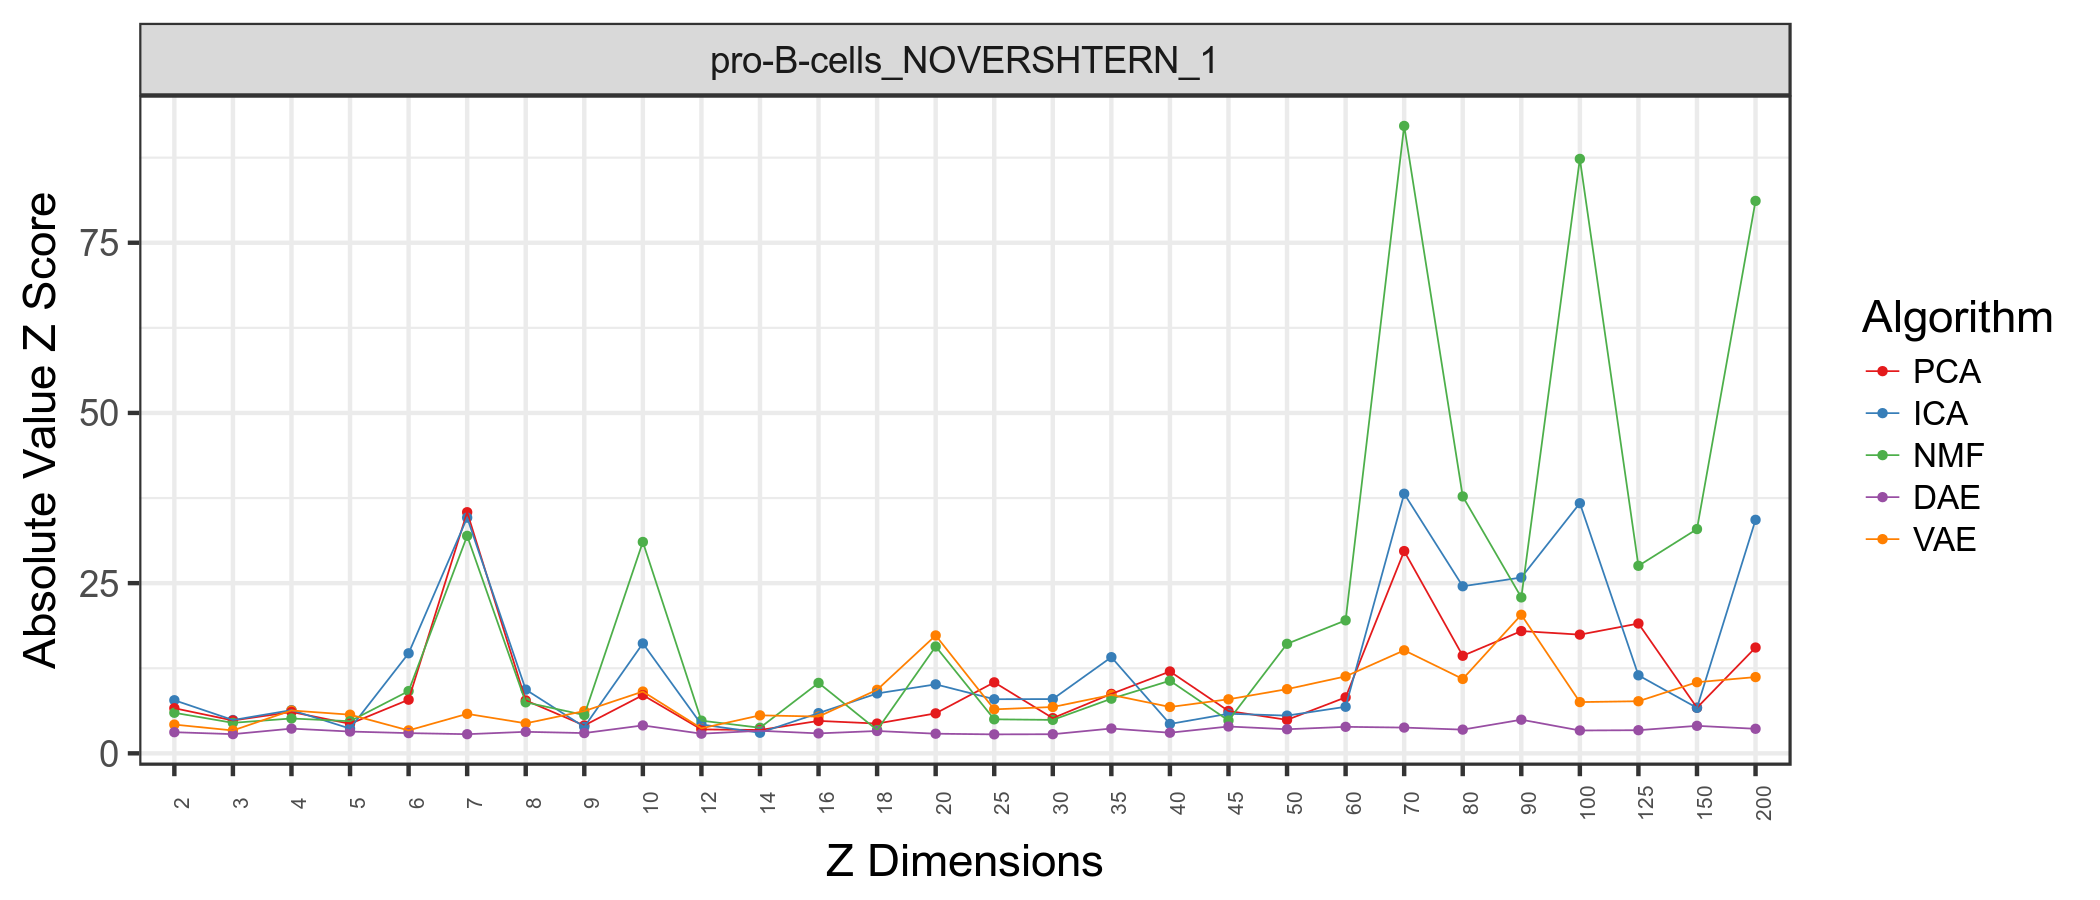 pro-B-cells_NOVERSHTERN_1
Absolute Value Z Score
75
50
25
0
2 3 4 5 6 7 8 9 10 12 14 16 18 20 25 30 35 40 45 50 60 70 80 90 100 125 150 200
Z Dimensions
Algorithm
PCA
ICA
NMF
DAE
VAE